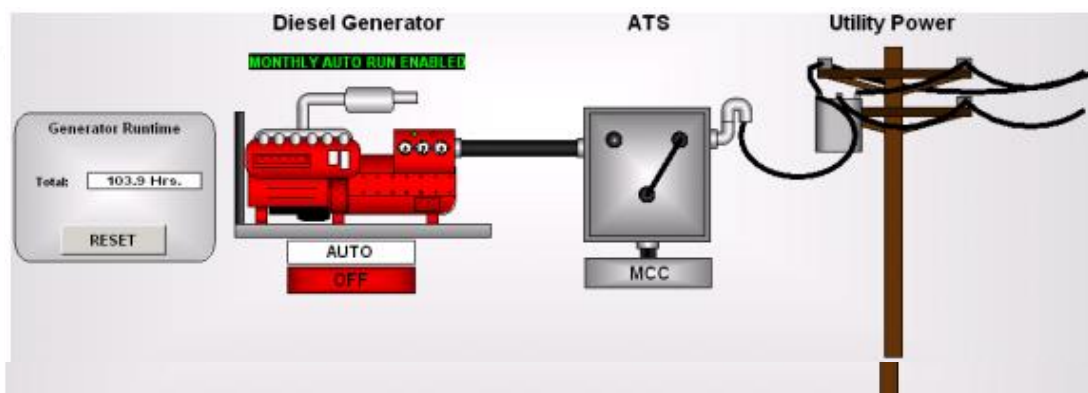 Diesel Generator
ATS
Utility Power
MONTHLY AUTO RUN ENABLED
Generator Runtime
Total: 103.9 Hrs.
RESET
AUTO
OFF
MCC